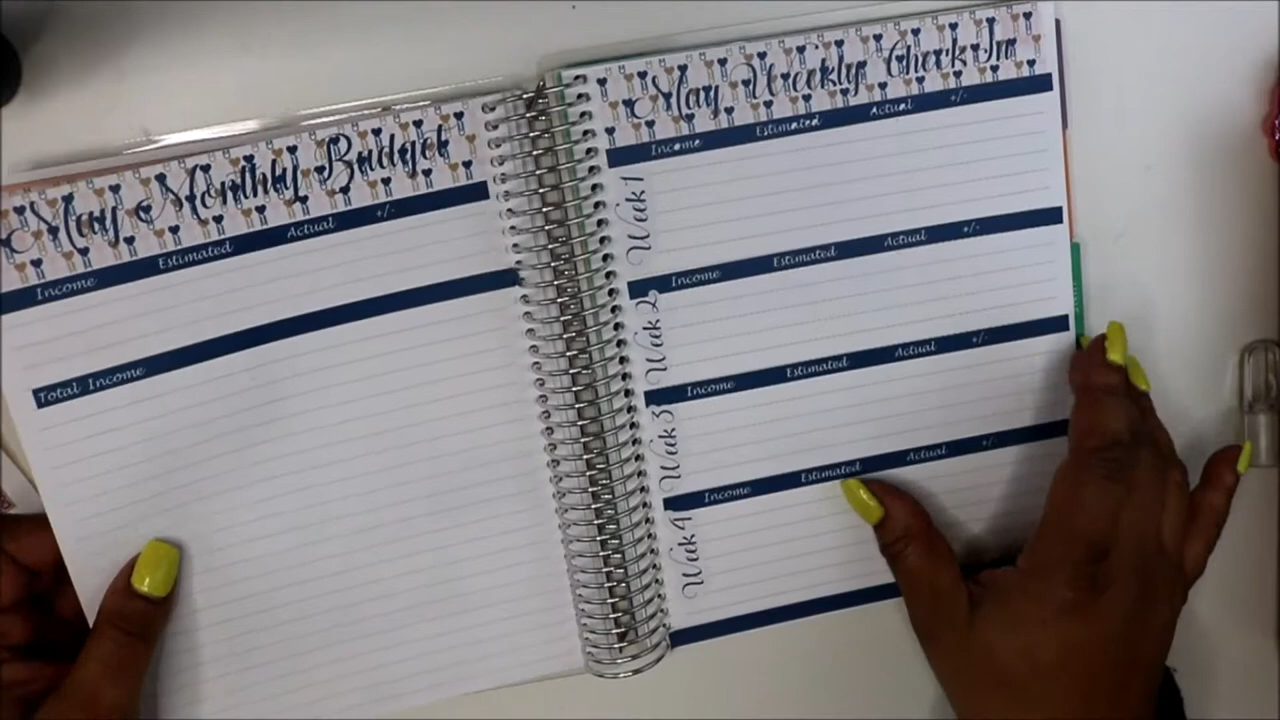 May Monthly Budget
Income Estimated Actual +/-
Total Income
May Weekly Check In
Income Estimated Actual +/-
Week 1
Income Estimated Actual +/-
Week 2
Income Estimated Actual +/-
Week 3
Income Estimated Actual +/-
Week 4